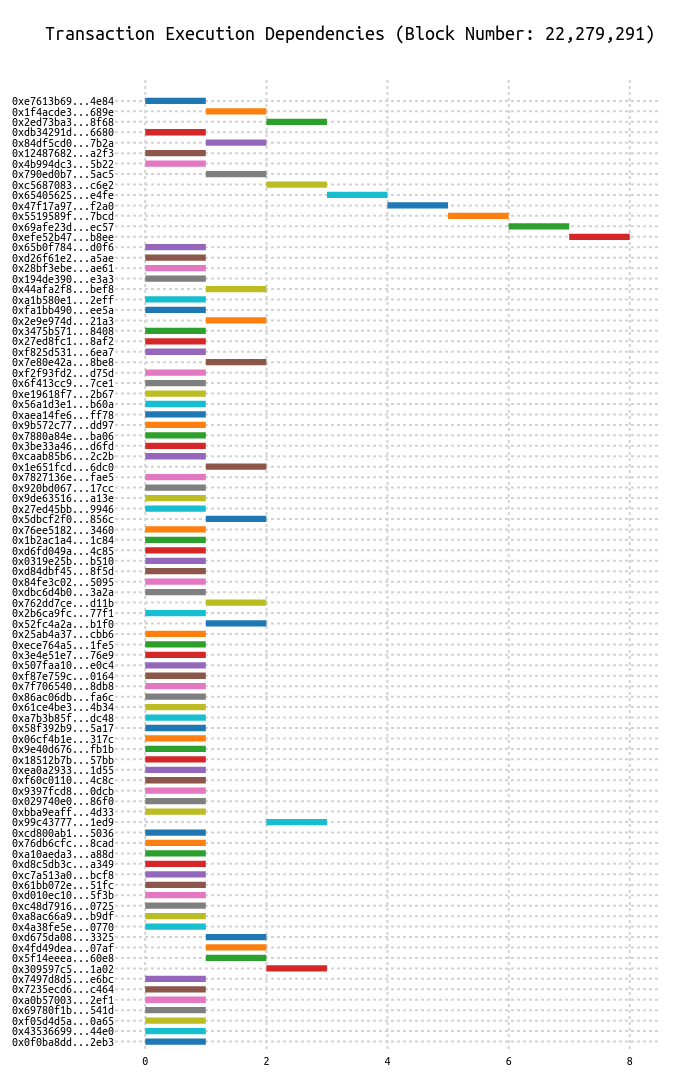 Transaction Execution Dependencies (Block Number: 22,279,291)
0xe7613b69...4e84
0x1f4acde3...689e
0x2ed73ba3...8f68
0xdb34291d...6680
0x84df5cd0...7b2a
0x12487682...a2f3
0x4b994dc3...5b22
0x790ed0b7...5ac5
0xc5687083...c6e2
0x65405625...e4fe
0x47f17a97...f2a0
0x5519589f...7bcd
0x69afe23d...ec57
0xefe52b47...b8ee
0x65b0f784...d0f6
0xd26f61e2...a5ae
0x28bf3ebe...ae61
0x194de390...e3a3
0x44afa2f8...bef8
0xa1b580e1...2eff
0xfa1bb490...ee5a
0x2e9e974d...21a3
0x3475b571...8408
0x27ed8fc1...8af2
0xf825d531...6ea7
0x7e80e42a...8be8
0xf2f93fd2...d75d
0x6f413cc9...7ce1
0xe19618f7...2b67
0x56a1d3e1...b60a
0xaea14fe6...ff78
0x9b572c77...dd97
0x7880a84e...ba06
0x3be33a46...d6fd
0xcaab85b6...2c2b
0x1e651fcd...6dc0
0x7827136e...fae5
0x920bd067...17cc
0x9de63516...a13e
0x27ed45bb...9946
0x5dbcf2f0...856c
0x76ee5182...3460
0x1b2ac1a4...1c84
0xd6fd049a...4c85
0x0319e25b...b510
0xd84dbf45...8f5d
0x84fe3c02...5095
0xdbc6d4b0...3a2a
0x762dd7ce...d11b
0x2b6ca9fc...77f1
0x52fc4a2a...b1f0
0x25ab4a37...cbb6
0xece764a5...1fe5
0x3e4e51e7...76e9
0x507faa10...e0c4
0xf87e759c...0164
0x7f706540...8db8
0x86ac06db...fa6c
0x61ce4be3...4b34
0xa7b3b85f...dc48
0x58f392b9...5a17
0x06cf4b1e...317c
0x9e40d676...fb1b
0x18512b7b...57bb
0xea0a2933...1d55
0xf60c0110...4c8c
0x9397fcd8...0dcb
0x029740e0...86f0
0xbba9eaff...4d33
0x99c43777...1ed9
0xcd800ab1...5036
0x76db6cfc...8cad
0xa10aeda3...a88d
0xd8c5db3c...a349
0xc7a513a0...bcf8
0x61bb072e...51fc
0xd010ec10...5f3b
0xc48d7916...0725
0xa8ac66a9...b9df
0x4a38fe5e...0770
0xd675da08...3325
0x4fd49dea...07af
0x5f14eeea...60e8
0x309597c5...1a02
0x7497d8d5...e6bc
0x7235ecd6...c464
0xa0b57003...2ef1
0x69780f1b...541d
0xf05d4d5a...0a65
0x43536699...44e0
0x0f0ba8dd...2eb3
0 2 4 6 8